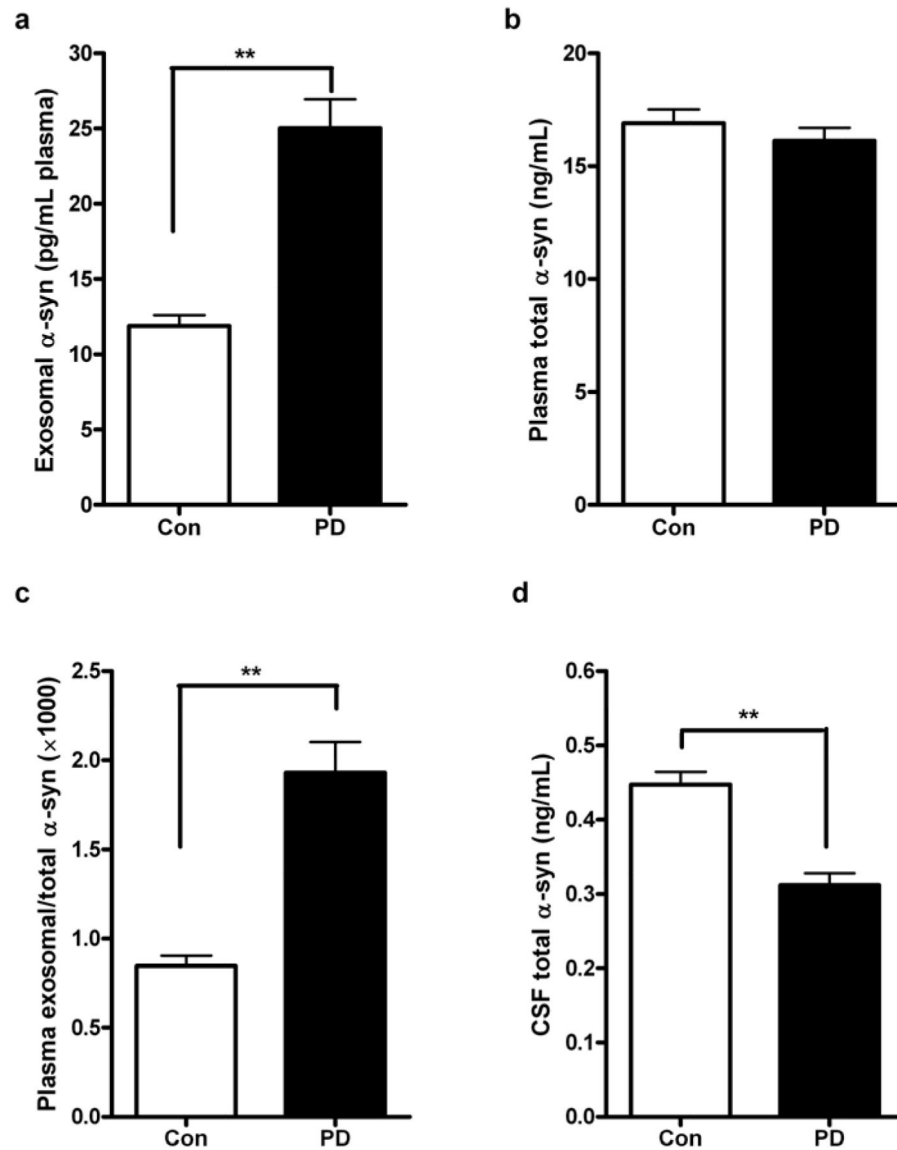 a
**
Exosomal α-syn (pg/mL plasma)
30
25
20
15
10
5
0
Con PD
b
Plasma total α-syn (ng/mL)
20
15
10
5
0
Con PD
c
**
Plasma exosomal/total α-syn (×1000)
2.5
2.0
1.5
1.0
0.5
0.0
Con PD
d
**
CSF total α-syn (ng/mL)
0.6
0.5
0.4
0.3
0.2
0.1
0.0
Con PD